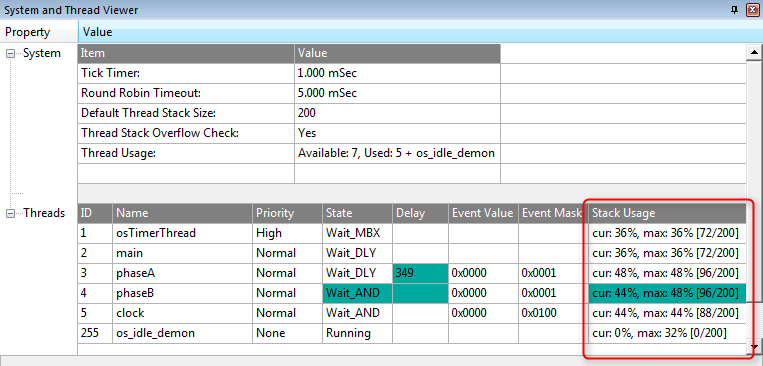 System and Thread Viewer
Property Value
System
Item Value
Tick Timer: 1.000 mSec
Round Robin Timeout: 5.000 mSec
Default Thread Stack Size: 200
Thread Stack Overflow Check: Yes
Thread Usage: Available: 7, Used: 5 + os_idle_demon
Threads
ID Name Priority State Delay Event Value Event Mask Stack Usage
1 osTimerThread High Wait_MBX cur: 36%, max: 36% [72/200]
2 main Normal Wait_DLY cur: 36%, max: 36% [72/200]
3 phaseA Normal Wait_DLY 349 0x0000 0x0001 cur: 48%, max: 48% [96/200]
4 phaseB Normal Wait_AND 0x0000 0x0001 cur: 44%, max: 48% [96/200]
5 clock Normal Wait_AND 0x0000 0x0100 cur: 44%, max: 44% [88/200]
255 os_idle_demon None Running cur: 0%, max: 32% [0/200]